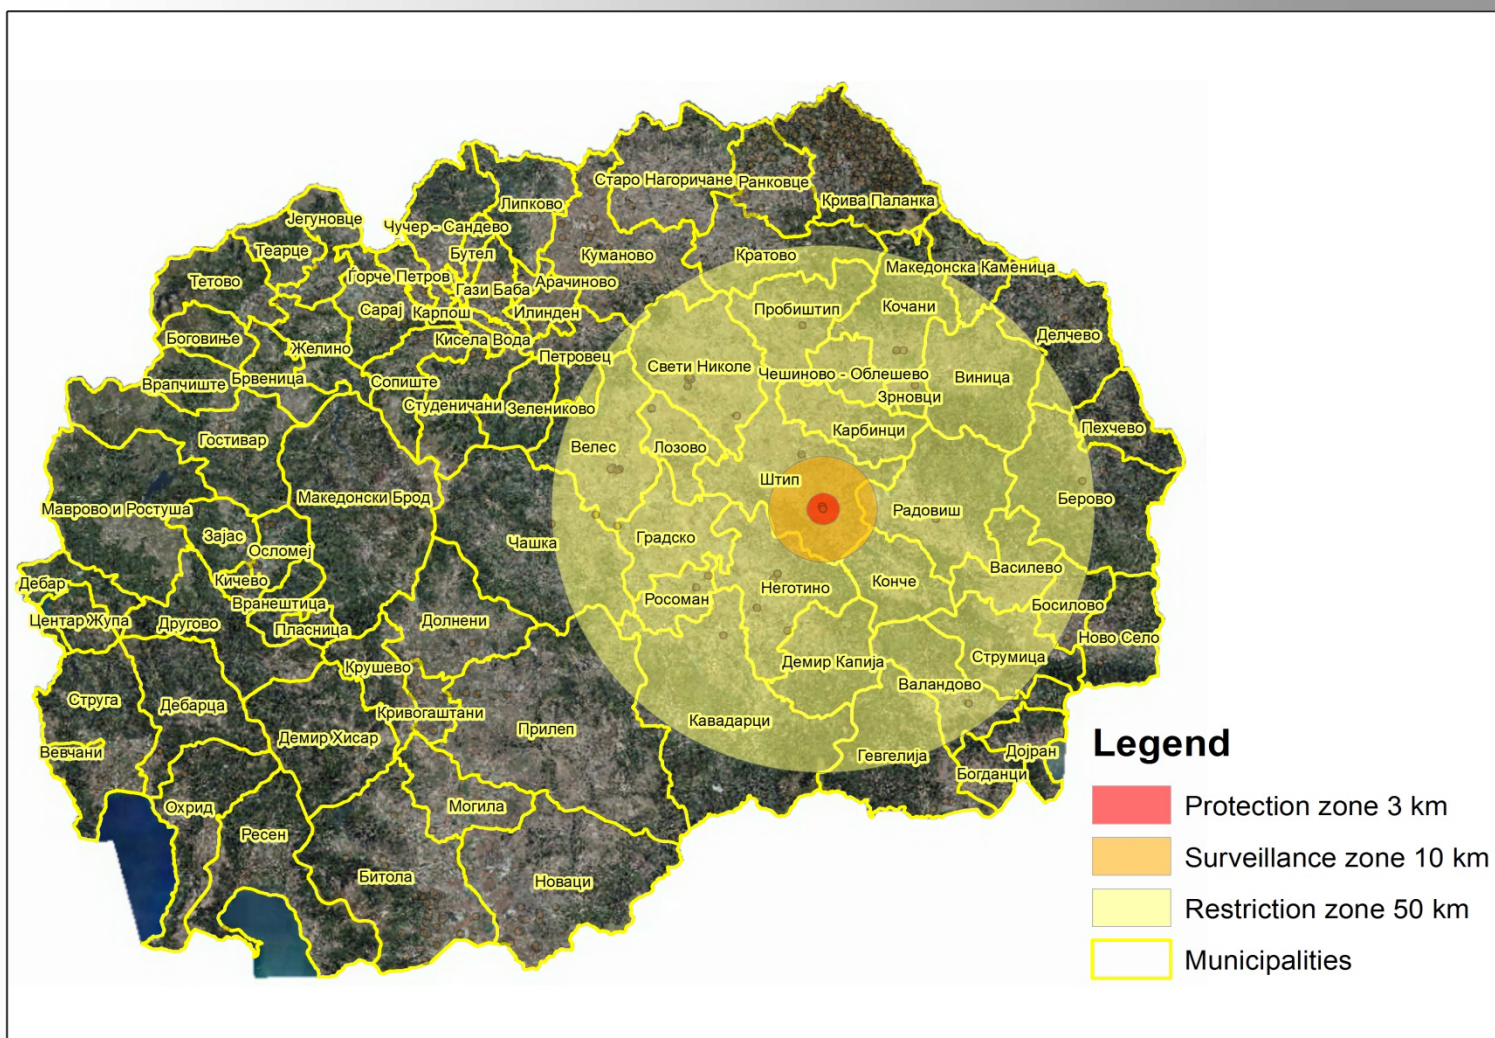 Старо Нагоричане
Ранковце
Крива Паланка
Липково
Јегуновце
Чучер - Сандево
Теарце
Бутел
Куманово
Кратово
Македонска Каменица
Тетово
Ѓорче Петров
Гази Баба
Арачиново
Сарај
Карпош
Илинден
Пробиштип
Кочани
Боговиње
Желино
Кисела Вода
Петровец
Делчево
Врапчиште
Брвеница
Сопиште
Свети Николе
Чешиново - Облешево
Виница
Студеничани
Зелениково
Зрновци
Гостивар
Велес
Лозово
Карбинци
Пехчево
Македонски Брод
Штип
Берово
Маврово и Ростуша
Радовиш
Зајас
Осломеј
Чашка
Градско
Василево
Дебар
Кичево
Неготино
Конче
Вранештица
Росоман
Босилово
Центар Жупа
Другово
Пласница
Долнени
Ново Село
Крушево
Демир Капија
Струмица
Струга
Дебарца
Кривогаштани
Валандово
Демир Хисар
Прилеп
Кавадарци
Вевчани
Гевгелија
Дојран
Богданци
Охрид
Могила
Ресен
Битола
Новаци
Legend
Protection zone 3 km
Surveillance zone 10 km
Restriction zone 50 km
Municipalities